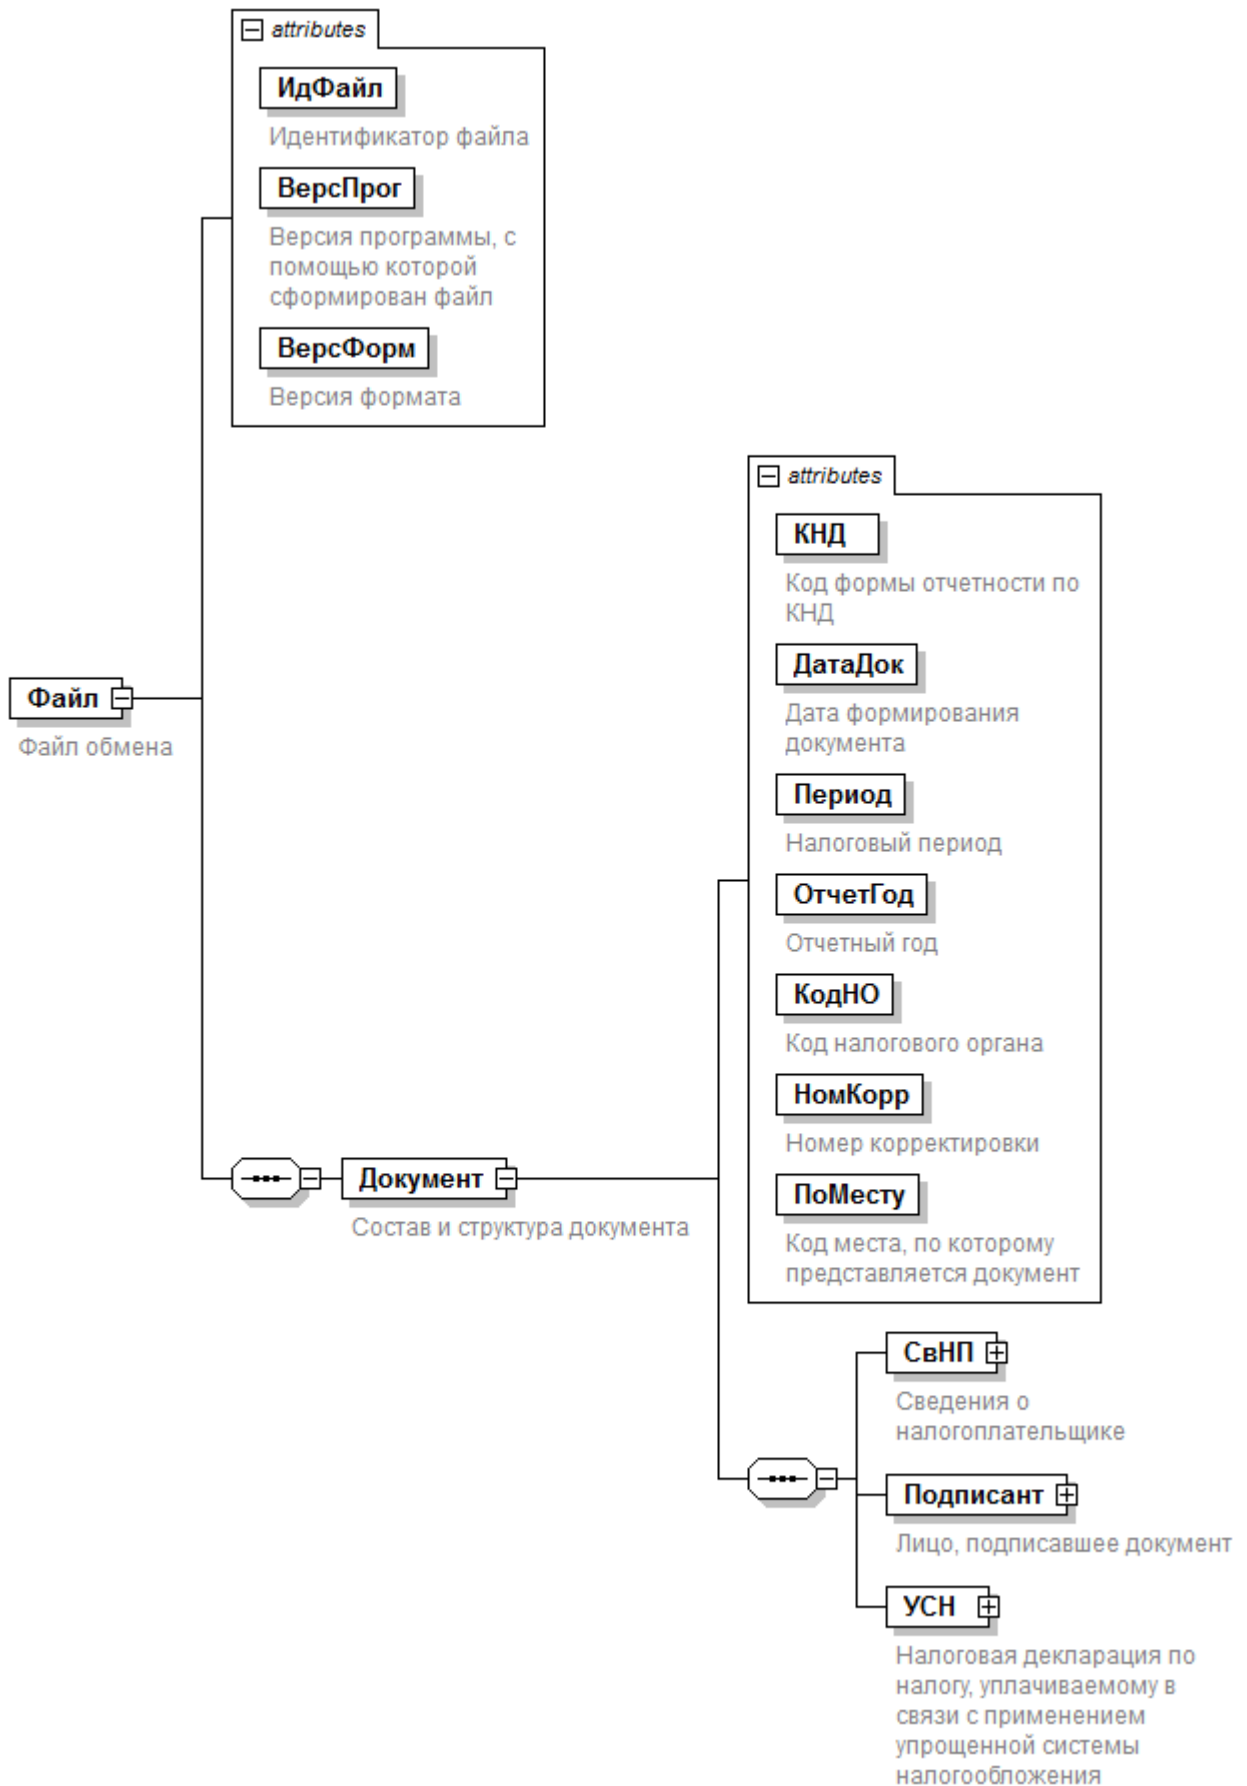 attributes
ИдФайл
Идентификатор файла
ВерсПрог
Версия программы, с
помощью которой
сформирован файл
ВерсФорм
Версия формата
Файл
Файл обмена
Документ
Состав и структура документа
attributes
КНД
Код формы отчетности по
КНД
ДатаДок
Дата формирования
документа
Период
Налоговый период
ОтчетГод
Отчетный год
КодНО
Код налогового органа
НомКорр
Номер корректировки
ПоМесту
Код места, по которому
представляется документ
СвНП
Сведения о
налогоплательщике
Подписант
Лицо, подписавшее документ
УСН
Налоговая декларация по
налогу, уплачиваемому в
связи с применением
упрощенной системы
налогообложения